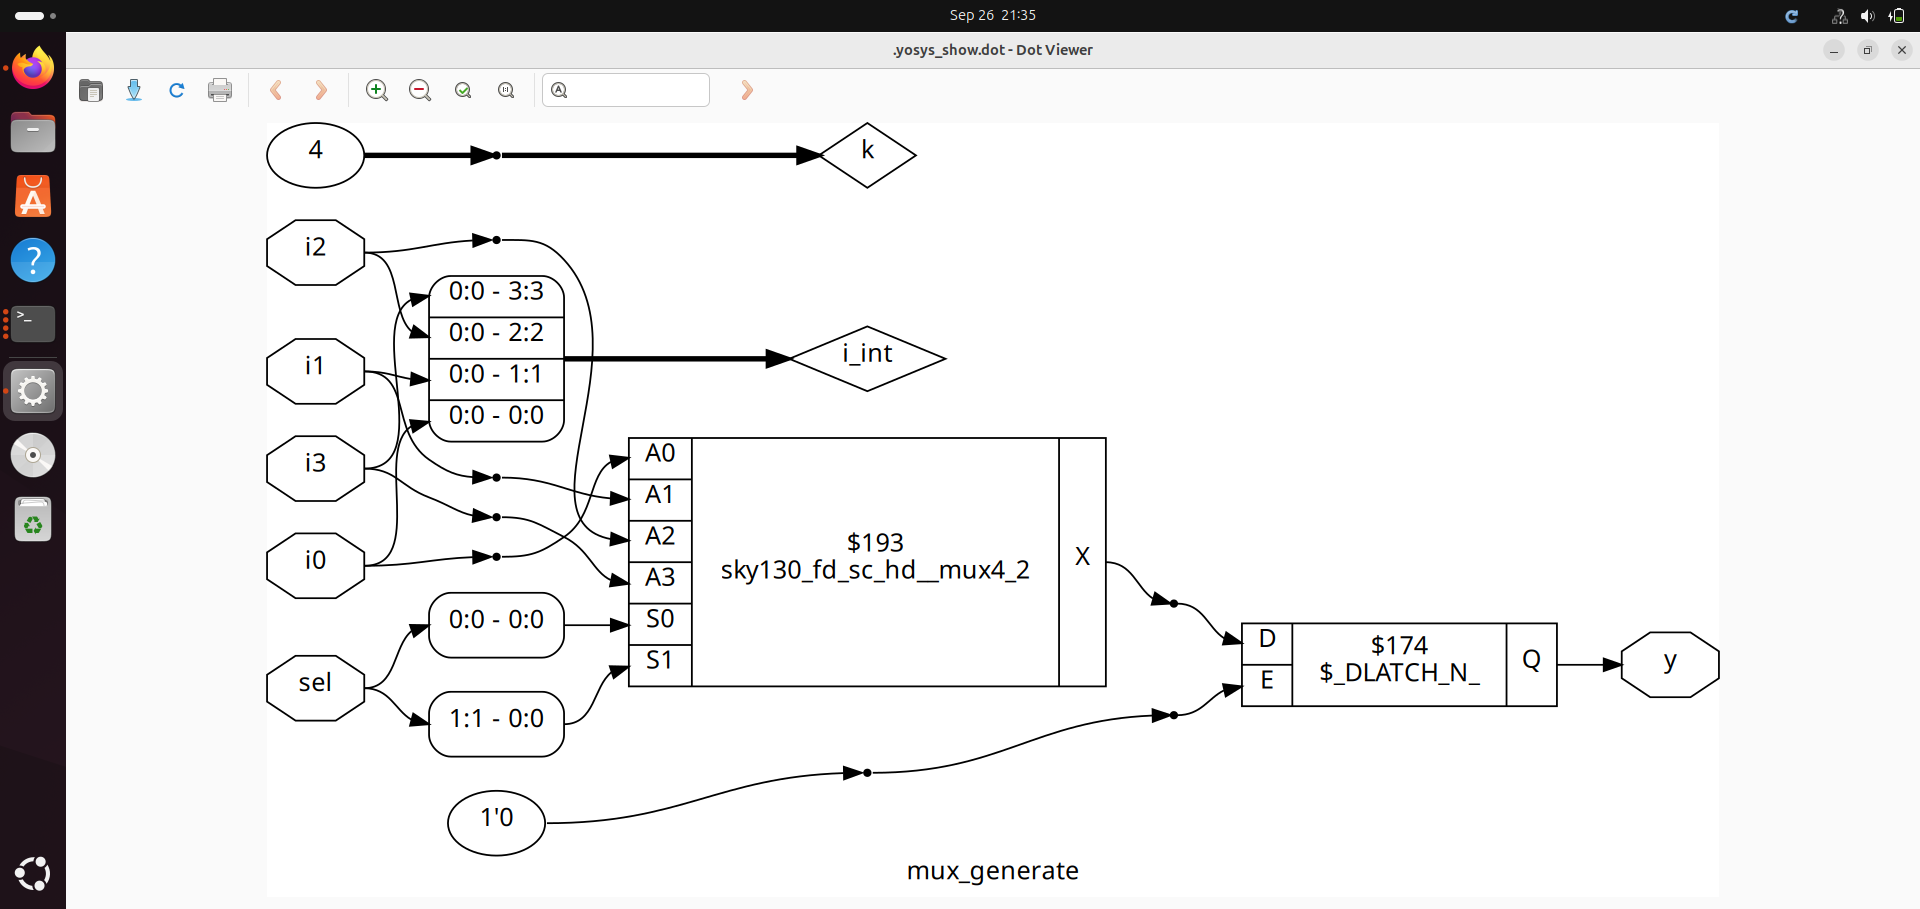 Sep 26 21:35
.yosys_show.dot - Dot Viewer
4
k
i2
0:0 - 3:3
0:0 - 2:2
0:0 - 1:1
0:0 - 0:0
i1
i_int
i3
i0
A0
A1
A2
A3
S0
S1
$193
sky130_fd_sc_hd__mux4_2
X
0:0 - 0:0
sel
1:1 - 0:0
D
E
$174
$_DLATCH_N_
Q
y
1'0
mux_generate